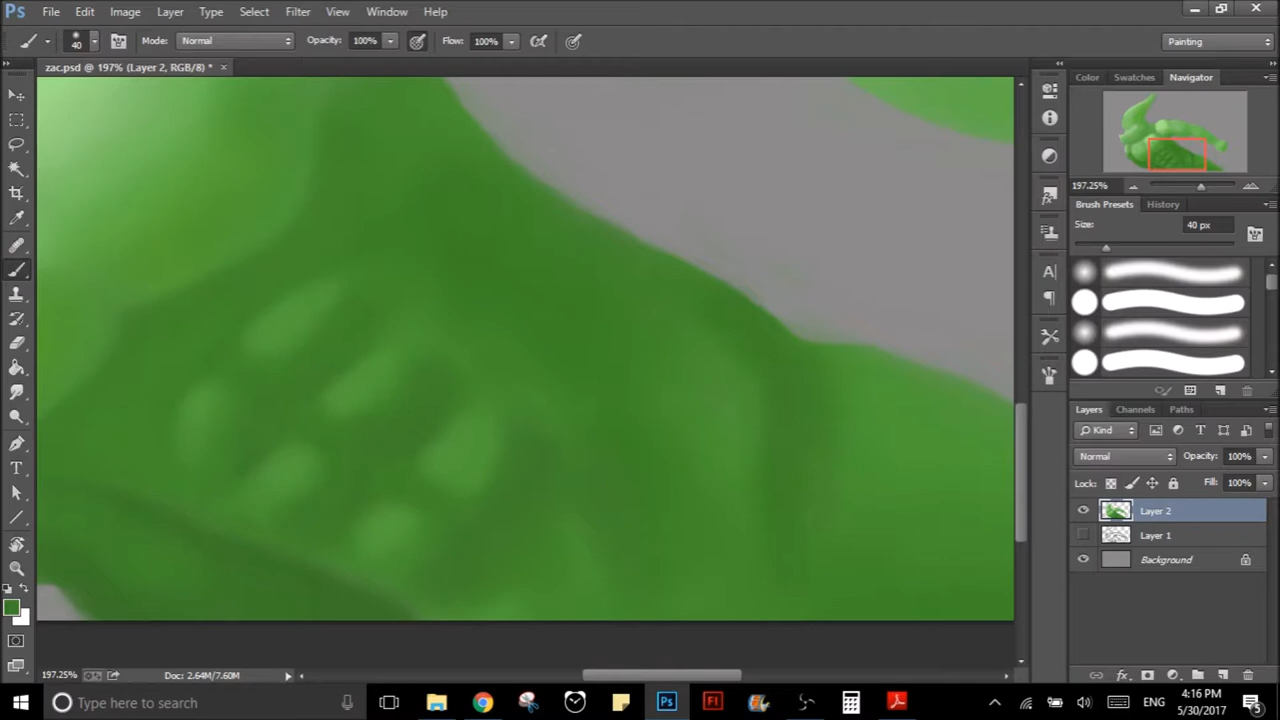 Ps File Edit Image Layer Type Select Filter View Window Help
40 Mode: Normal Opacity: 100% Flow: 100% Painting
zac.psd @ 197% (Layer 2, RGB/8) * ×
Color Swatches Navigator
197.25%
Brush Presets History
Size: 40 px
Layers Channels Paths
Kind
Normal Opacity: 100%
Lock: Fill: 100%
Layer 2
Layer 1
Background
197.25% Doc: 2.64M/7.60M
Type here to search
ENG
4:16 PM
5/30/2017
5